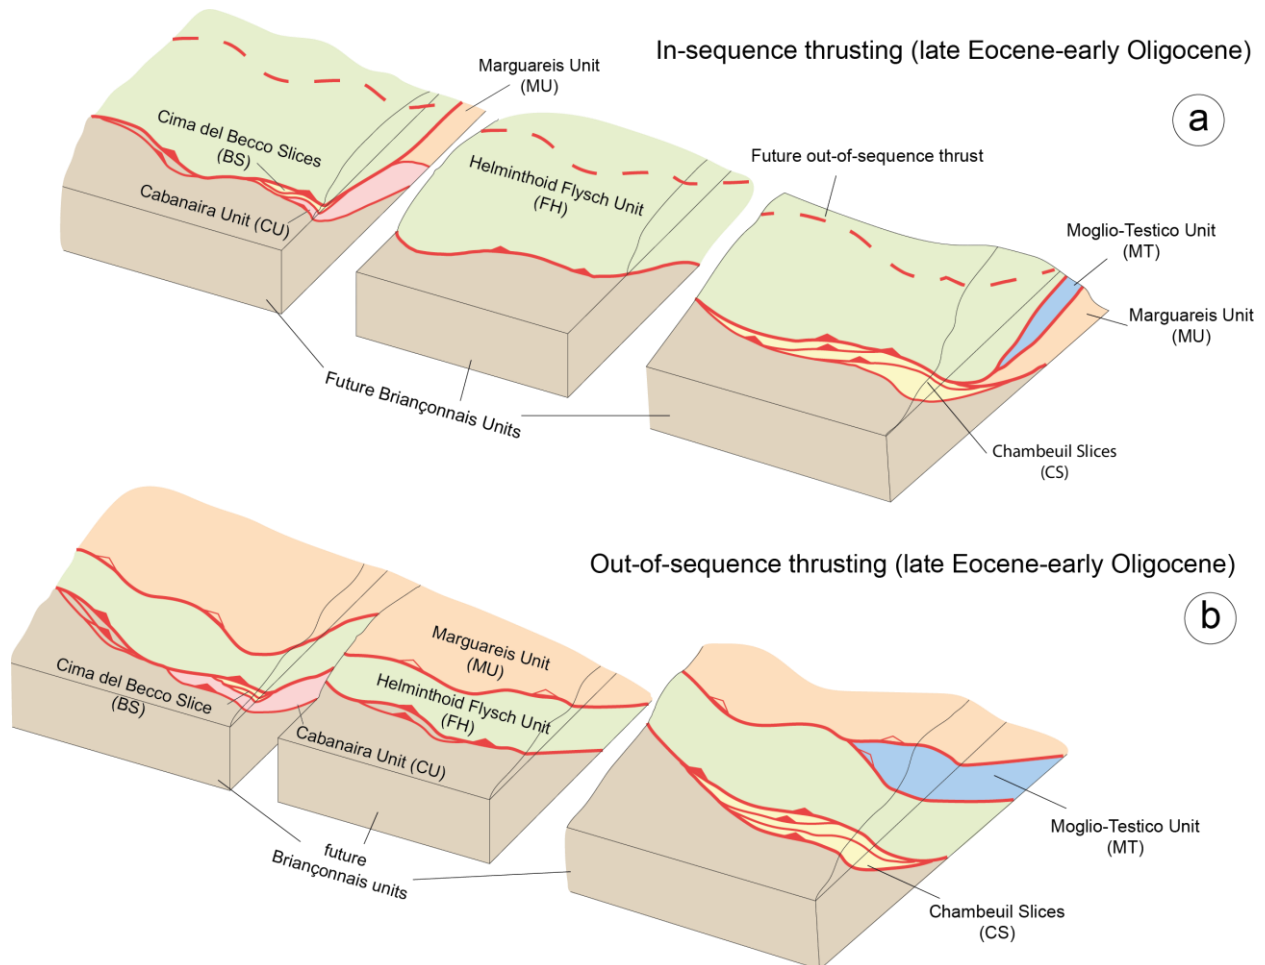 In-sequence thrusting (late Eocene-early Oligocene)
a
Marguareis Unit
(MU)
Cima del Becco Slices
(BS)
Cabanaira Unit (CU)
Helminthoid Flysch Unit
(FH)
Future out-of-sequence thrust
Moglio-Testico Unit
(MT)
Marguareis Unit
(MU)
Future Briançonnais Units
Chambeuil Slices
(CS)
Out-of-sequence thrusting (late Eocene-early Oligocene)
b
Marguareis Unit
(MU)
Cima del Becco Slice
(BS)
Helminthoid Flysch Unit
(FH)
Cabanaira Unit (CU)
future
Briançonnais units
Moglio-Testico Unit
(MT)
Chambeuil Slices
(CS)